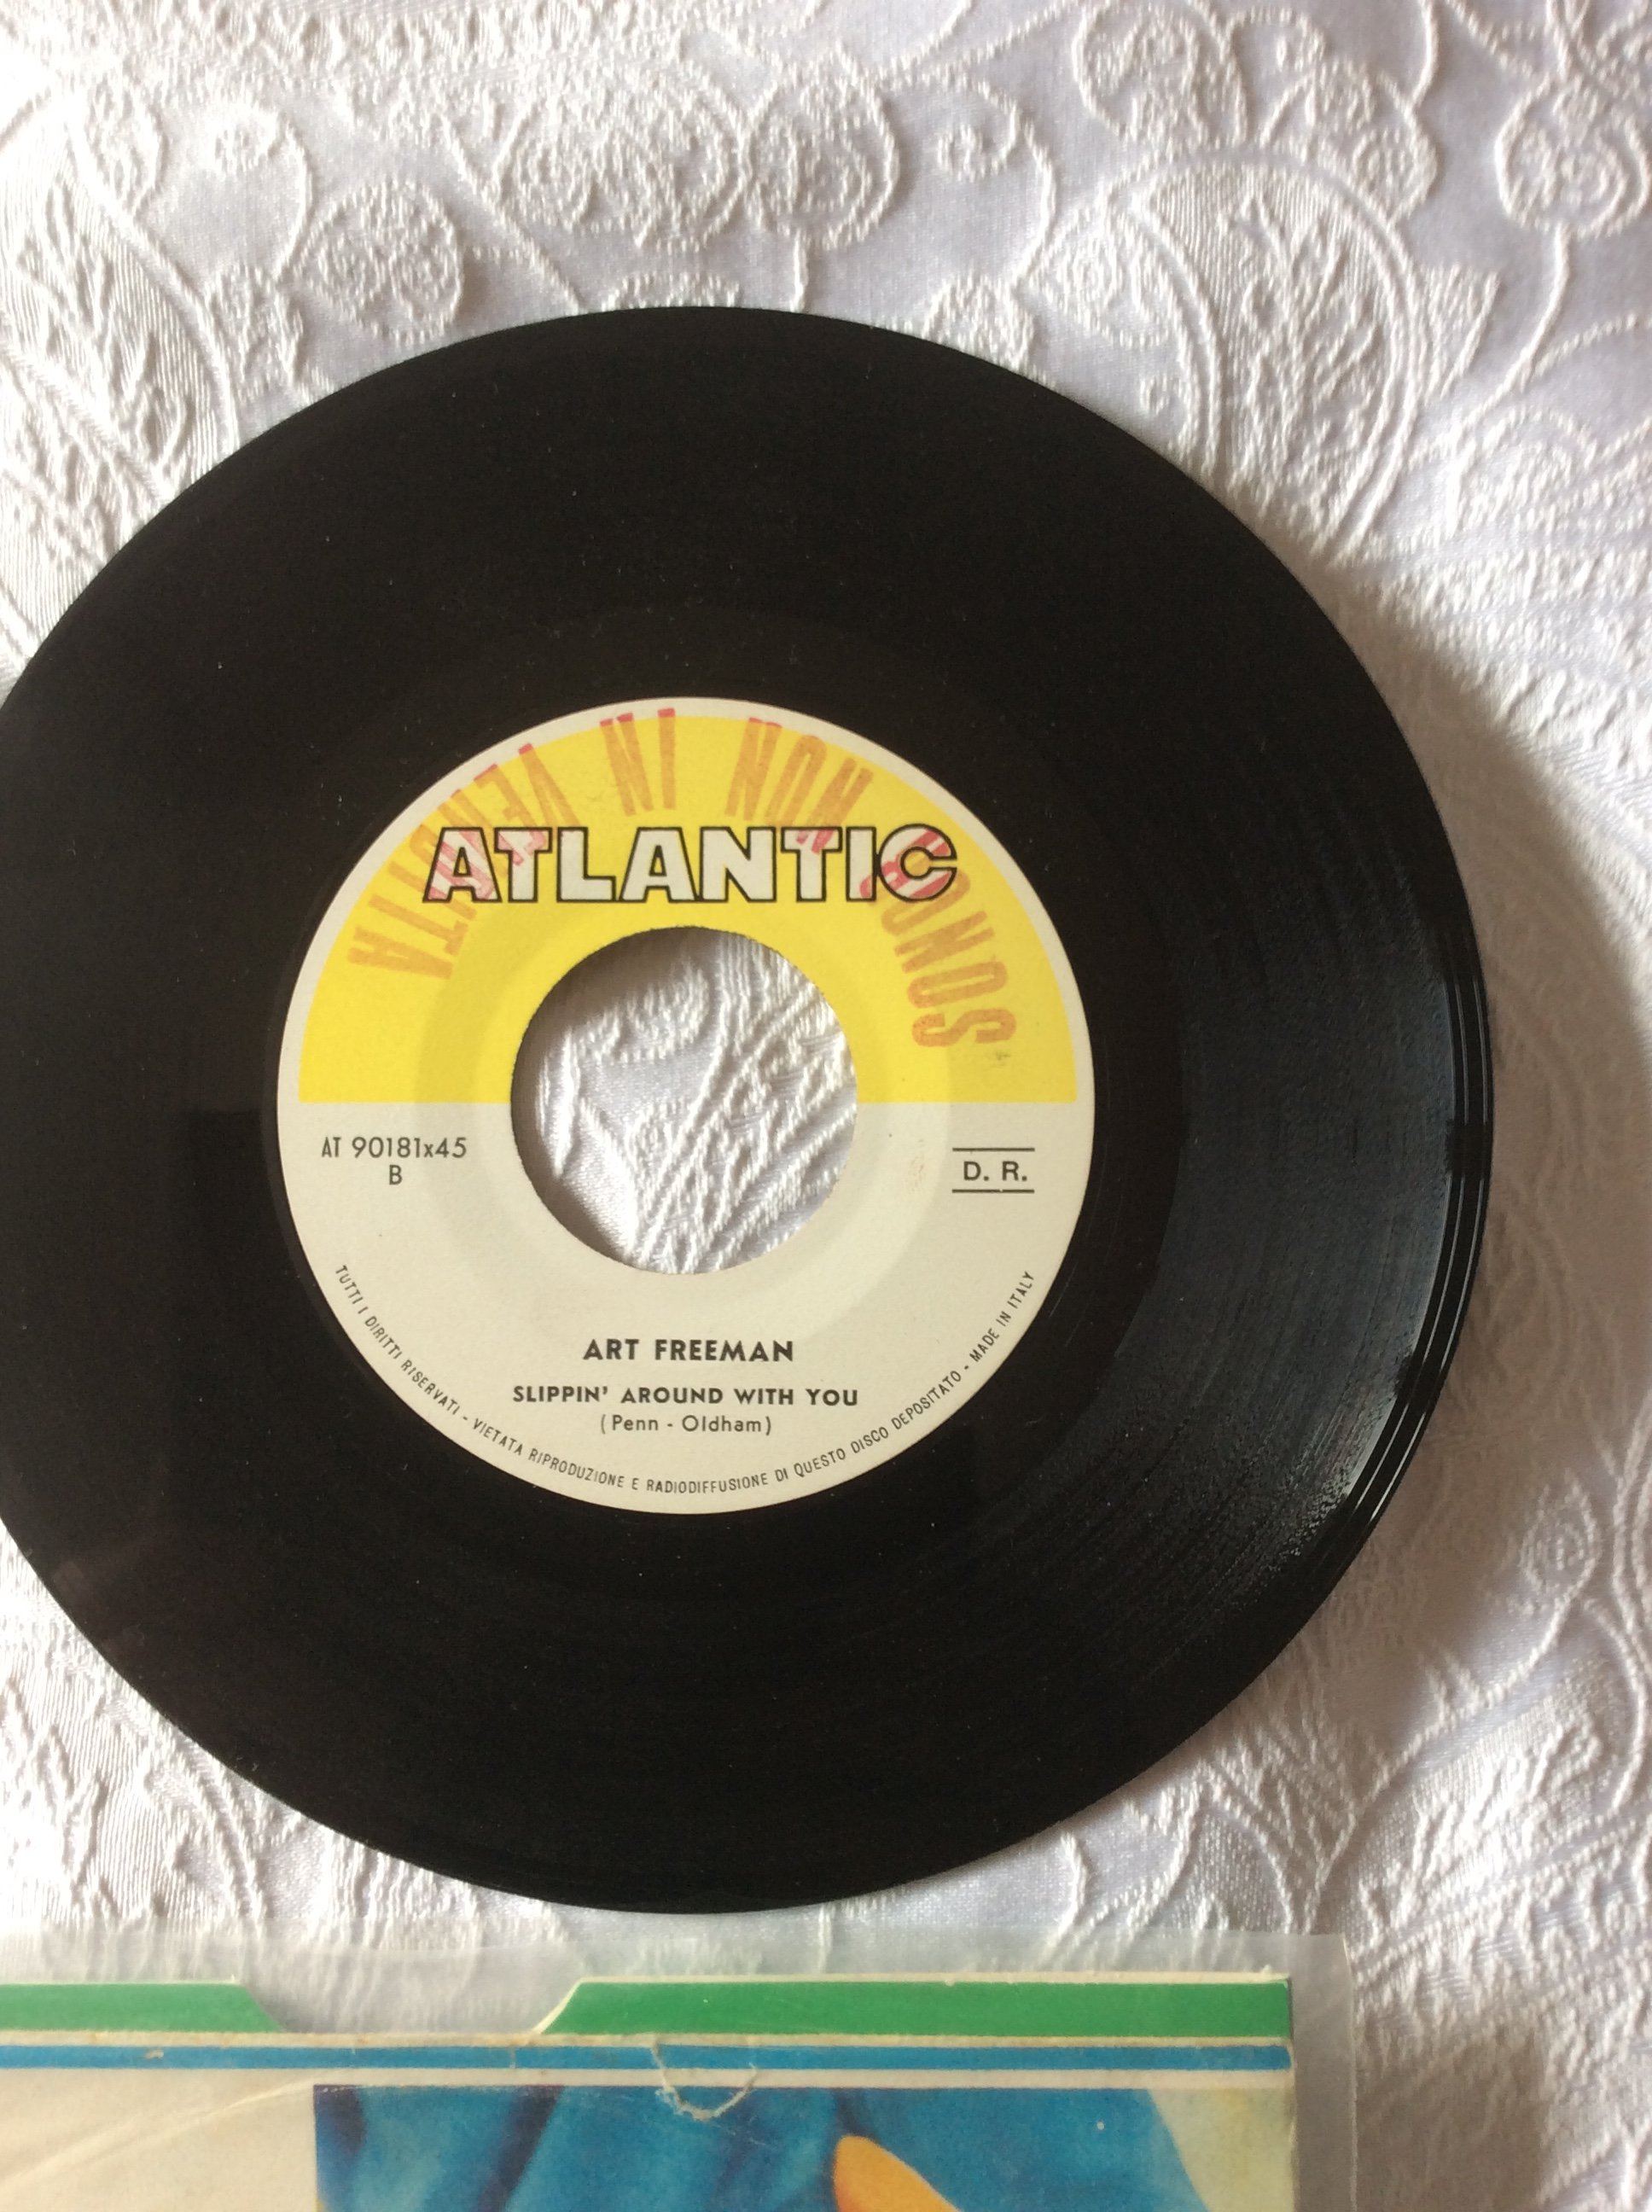 NON IN VENDITA
ATLANTIC
AT 90181x45
B
D. R.
ART FREEMAN
SLIPPIN' AROUND WITH YOU
(Penn - Oldham)
TUTTI I DIRITTI RISERVATI - VIETATA RIPRODUZIONE E RADIODIFFUSIONE DI QUESTO DISCO DEPOSITATO - MADE IN ITALY